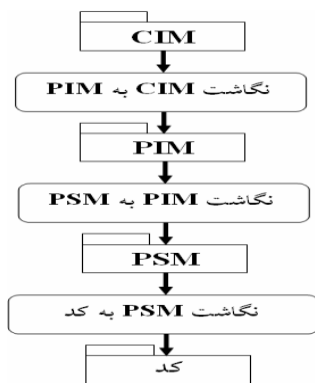 CIM
نگاشت CIM به PIM
PIM
نگاشت PIM به PSM
PSM
نگاشت PSM به کد
کد